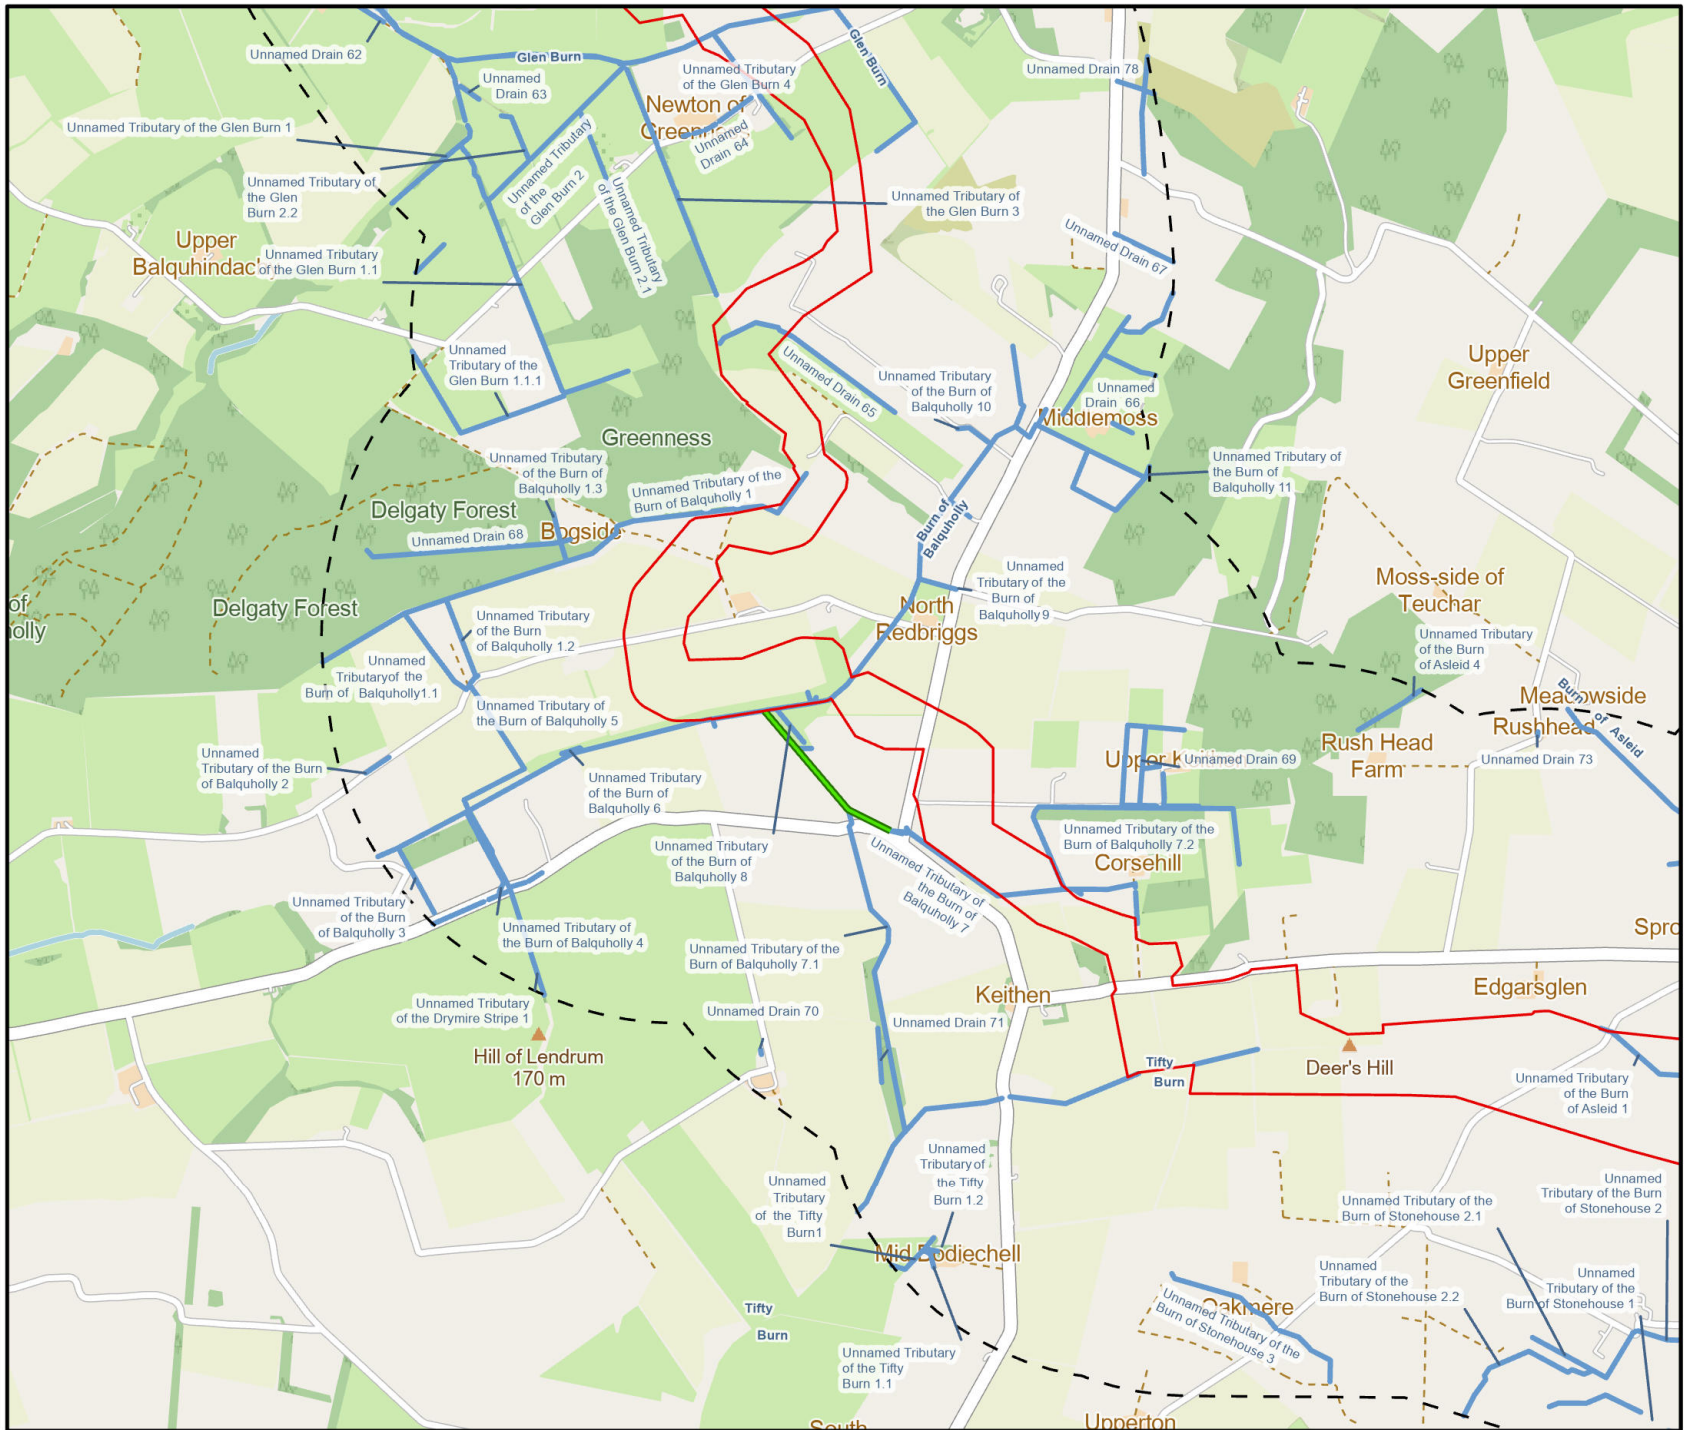 Unnamed Drain 62
Glen Burn
Glen Burn
Unnamed
Drain 63
Unnamed Tributary
of the Glen Burn 4
Unnamed Drain 78
Newton of
Unnamed
Drain 64
Unnamed Tributary of the Glen Burn 1
Unnamed Tributary
of the
Glen Burn 2
Unnamed Tributary of
the Glen
Burn 2.2
Unnamed Tributary
of the Glen Burn 2.1
Unnamed Tributary of
the Glen Burn 3
Upper
Unnamed Tributary
of the Glen Burn 1.1
Unnamed Drain 67
Unnamed
Tributary of the
Glen Burn 1.1.1
Unnamed Drain 65
Unnamed Tributary
of the Burn of
Balquholly 10
Unnamed
Drain 66
Middlemoss
Upper
Greenfield
Greenness
Unnamed Tributary
of the Burn of
Balquholly 1.3
Unnamed Tributary of the
Burn of Balquholly 1
Unnamed Tributary of
the Burn of
Balquholly 11
Delgaty Forest
Bogside
Unnamed Drain 68
Burn of
Balquholly
Unnamed
Tributary of the
Burn of
Balquholly 9
Moss-side of
Teuchar
of
olly
Delgaty Forest
North
Redbriggs
Unnamed Tributary
of the Burn
of Balquholly 1.2
Unnamed Tributary
of the Burn
of Asleid 4
Unnamed
Tributaryof the
Burn of Balquholly1.1
Unnamed Tributary of
the Burn of Balquholly 5
Meadowside
Rushhead
Burn of Asleid
Rush Head
Farm
Unnamed
Tributary of the Burn
of Balquholly 2
Unnamed Tributary
of the Burn of
Balquholly 6
Upper
Unnamed Drain 69
Unnamed Drain 73
Unnamed Tributary
of the Burn of
Balquholly 8
Unnamed Tributary of the
Burn of Balquholly 7.2
Corsehill
Unnamed Tributary of
the Burn of
Balquholly 7
Unnamed Tributary
of the Burn
of Balquholly 3
Unnamed Tributary of
the Burn of Balquholly 4
Unnamed Tributary of the
Burn of Balquholly 7.1
Spro
Keithen
Edgarsglen
Unnamed Tributary
of the Drymire Stripe 1
Unnamed Drain 70
Unnamed Drain 71
Hill of Lendrum
170 m
Tifty
Burn
Deer's Hill
Unnamed Tributary
of the Burn
of Asleid 1
Unnamed
Tributary
of the Tifty
Burn1
Unnamed
Tributary of
the Tifty
Burn 1.2
Unnamed Tributary of the
Burn of Stonehouse 2.1
Unnamed
Tributary of the Burn
of Stonehouse 2
Mid Bodiechell
Unnamed
Tributary of the
Burn of Stonehouse 2.2
Unnamed
Tributary of the
Burn of Stonehouse 1
Oakmere
Unnamed Tributary of the
Burn of Stonehouse 3
Tifty
Burn
Unnamed Tributary
of the Tifty
Burn 1.1
South
Upperton